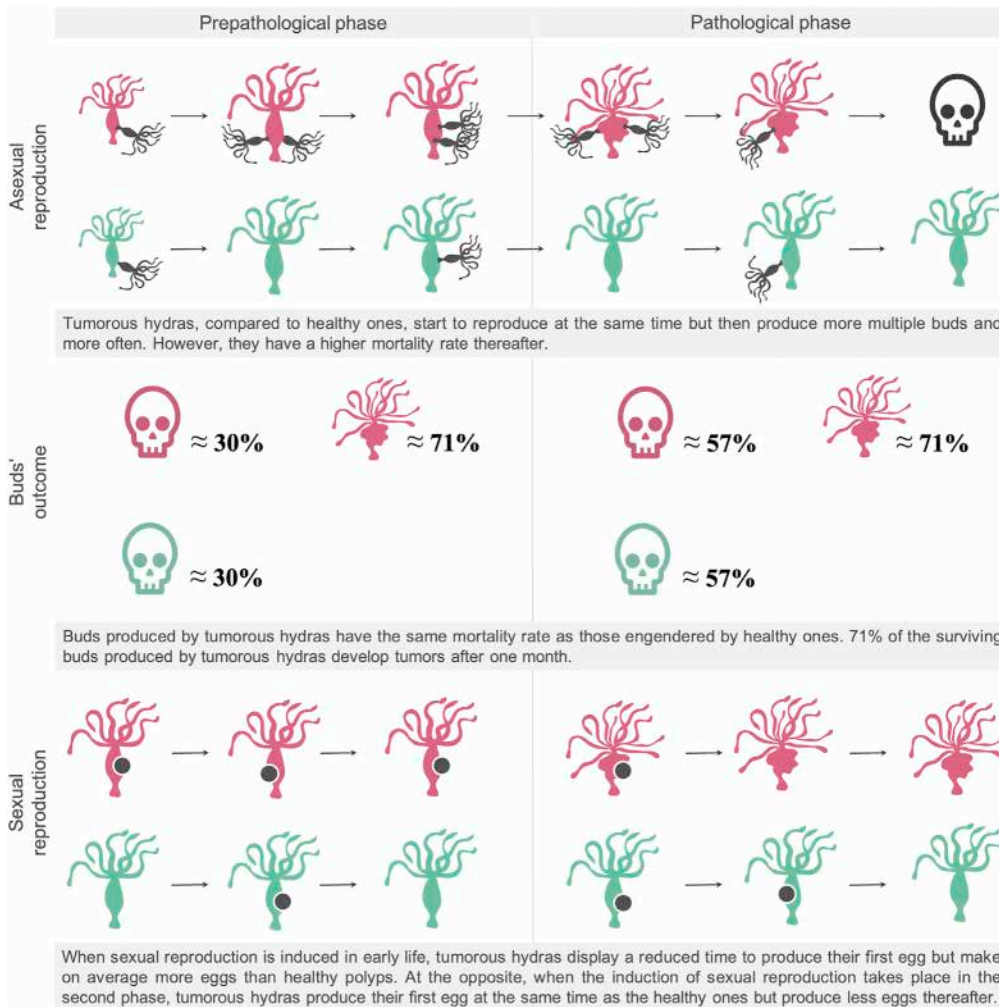 Prepathological phase
Pathological phase
Asexual
reproduction
Tumorous hydras, compared to healthy ones, start to reproduce at the same time but then produce more multiple buds and
more often. However, they have a higher mortality rate thereafter.
Buds'
outcome
≈ 30%
≈ 71%
≈ 57%
≈ 71%
≈ 30%
≈ 57%
Buds produced by tumorous hydras have the same mortality rate as those engendered by healthy ones. 71% of the surviving
buds produced by tumorous hydras develop tumors after one month.
Sexual
reproduction
When sexual reproduction is induced in early life, tumorous hydras display a reduced time to produce their first egg but make
on average more eggs than healthy polyps. At the opposite, when the induction of sexual reproduction takes place in the
second phase, tumorous hydras produce their first egg at the same time as the healthy ones but produce less eggs thereafter.